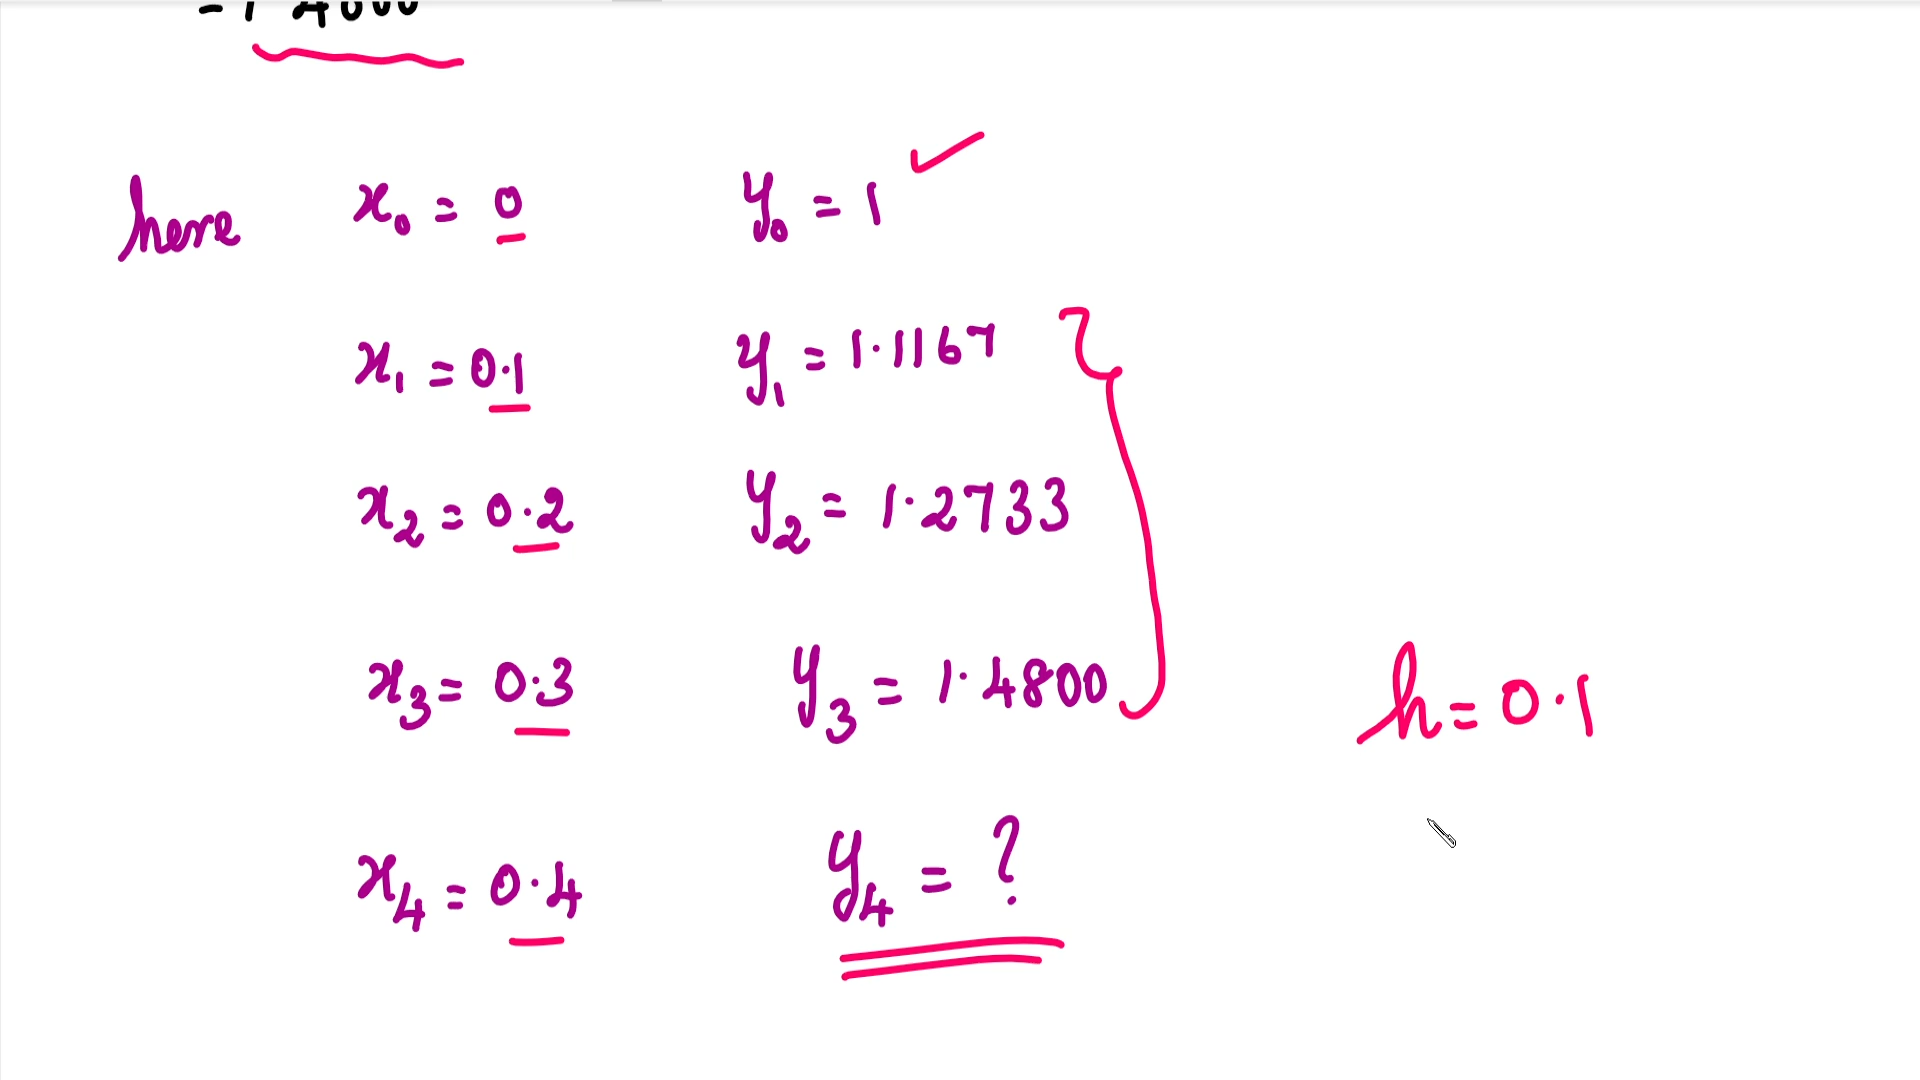 here x₀ = 0 y₀ = 1
x₁ = 0.1 y₁ = 1.1167
x₂ = 0.2 y₂ = 1.2733
x₃ = 0.3 y₃ = 1.4800
h = 0.1
x₄ = 0.4 y₄ = ?